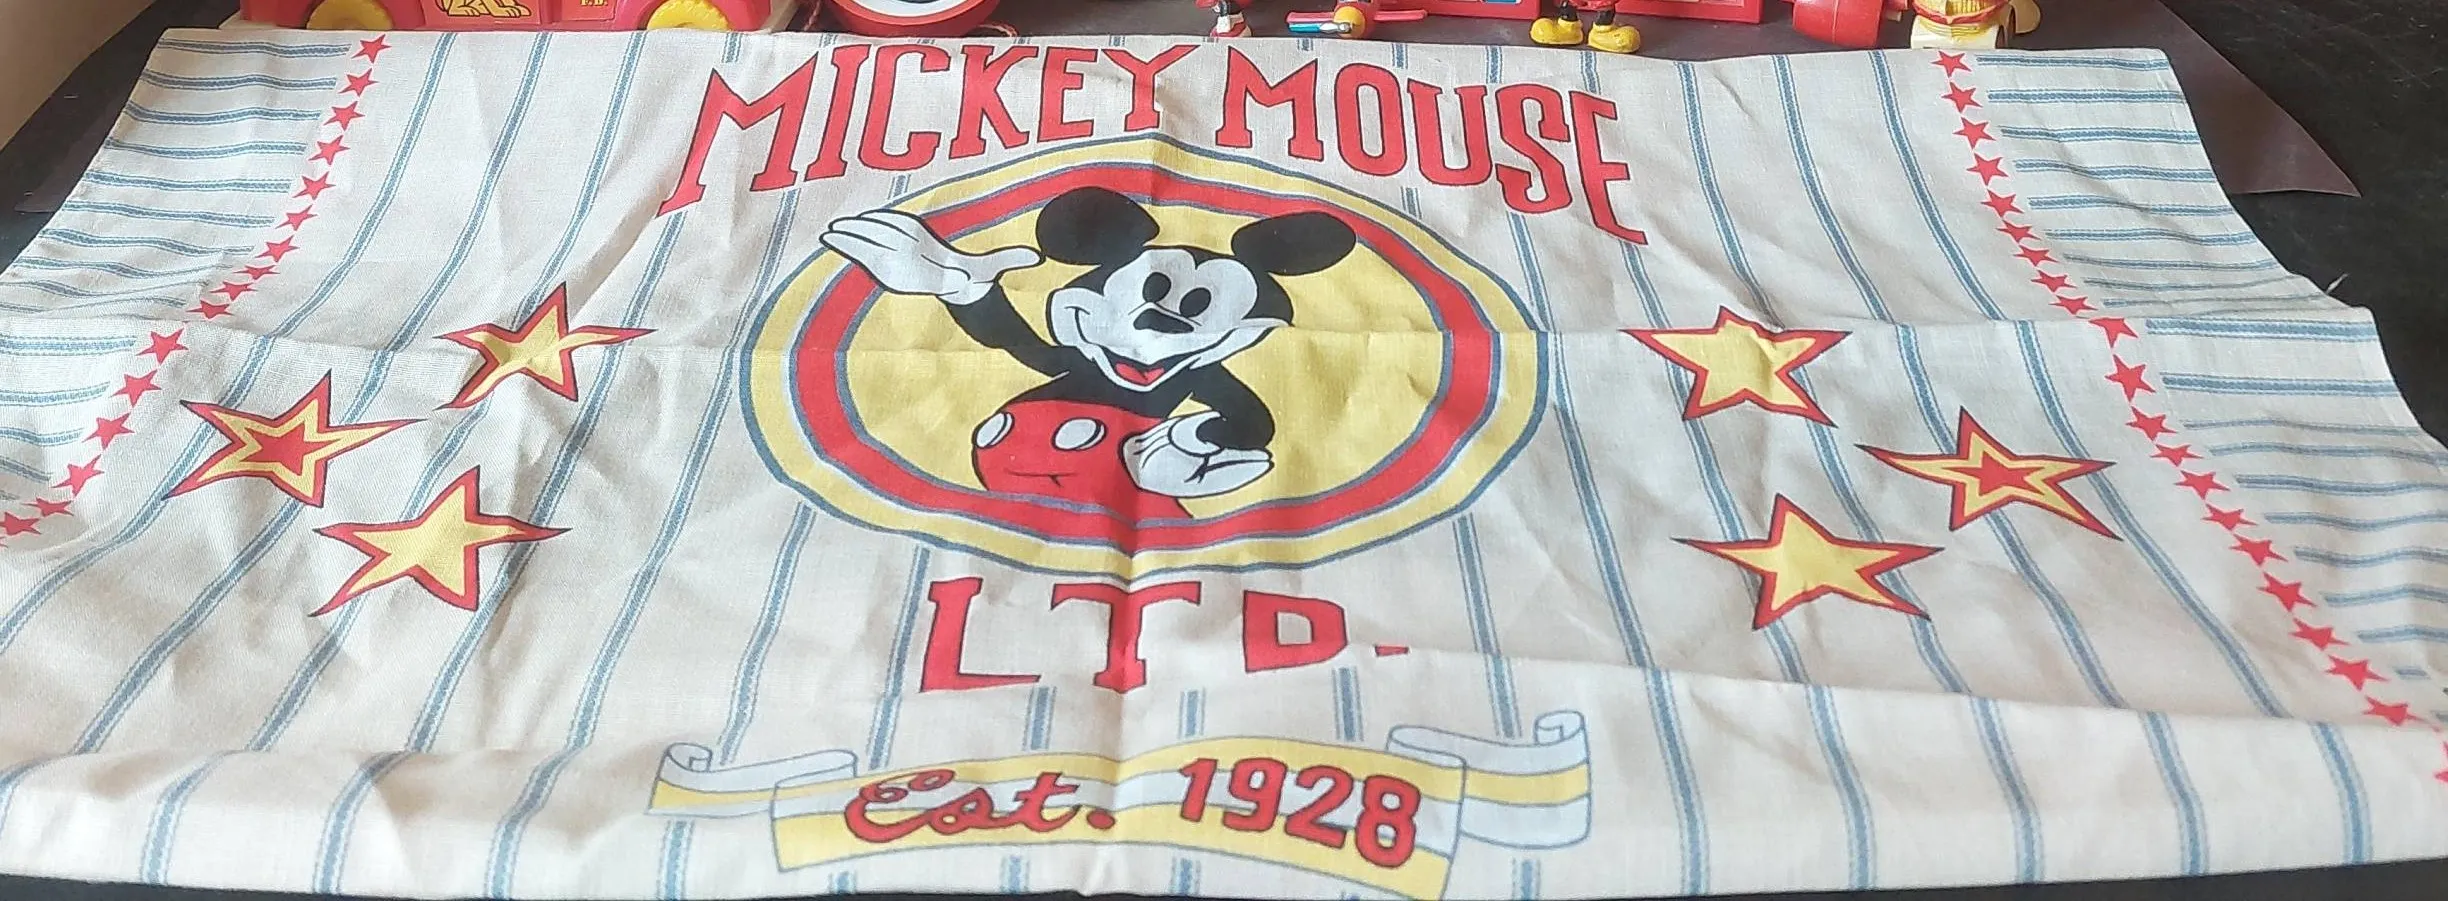 F.D.
MICKEY MOUSE
LTD.
Est. 1928